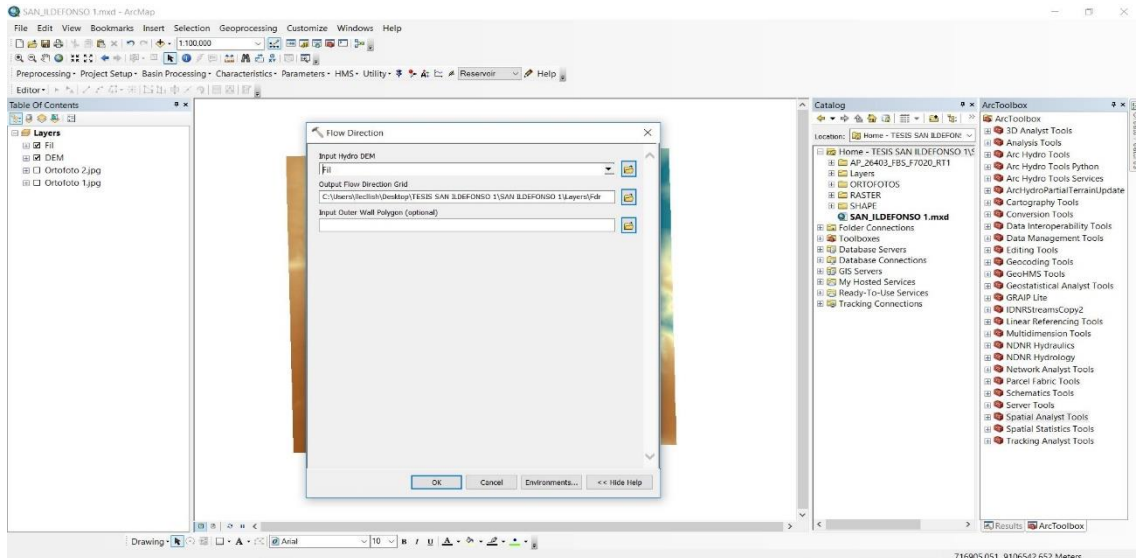 SAN_ILDEFONSO 1.mxd - ArcMap
File Edit View Bookmarks Insert Selection Geoprocessing Customize Windows Help
1:100,000
Preprocessing Project Setup Basin Processing Characteristics Parameters HMS Utility Reservoir Help
Editor
Table Of Contents
Layers
Fil
DEM
Ortofoto 2.jpg
Ortofoto 1.jpg
Flow Direction
Input Hydro DEM
Fil
Output Flow Direction Grid
C:\Users\Tecllsh\Desktop\TESIS SAN ILDEFONSO 1\SAN ILDEFONSO 1\Layers\Fdr
Input Outer Wall Polygon (optional)
OK Cancel Environments... << Hide Help
Catalog
Location: Home - TESIS SAN ILDEFON
Home - TESIS SAN ILDEFONSO 1\S
AP_26403_FBS_F7020_RT1
Layers
ORTOFOTOS
RASTER
SHAPE
SAN_ILDEFONSO 1.mxd
Folder Connections
Toolboxes
Database Servers
Database Connections
GIS Servers
My Hosted Services
Ready-To-Use Services
Tracking Connections
ArcToolbox
ArcToolbox
3D Analyst Tools
Analysis Tools
Arc Hydro Tools
Arc Hydro Tools Python
Arc Hydro Tools Services
ArcHydroPartialTerrainUpdate
Cartography Tools
Conversion Tools
Data Interoperability Tools
Data Management Tools
Editing Tools
Geocoding Tools
GeoHMS Tools
Geostatistical Analyst Tools
GRAIP Lite
IDNRStreamsCopy2
Linear Referencing Tools
Multidimension Tools
NDNR Hydraulics
NDNR Hydrology
Network Analyst Tools
Parcel Fabric Tools
Schematics Tools
Server Tools
Spatial Analyst Tools
Spatial Statistics Tools
Tracking Analyst Tools
Results ArcToolbox
Drawing Arial 10 B I U A
716905,051 9106542,652 Meters